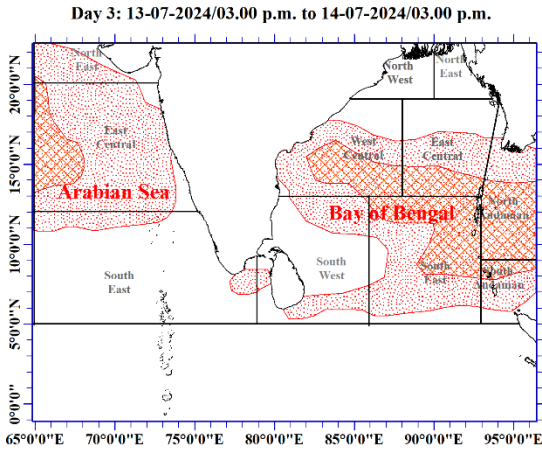 Day 3: 13-07-2024/03.00 p.m. to 14-07-2024/03.00 p.m.
North
East
North
West
North
East
20°0'0"N
East
Central
West
Central
East
Central
15°0'0"N
Arabian Sea
Bay of Bengal
North
Andaman
10°0'0"N
South
East
South
West
South
East
South
Andaman
5°0'0"N
0°0'0"
65°0'0"E 70°0'0"E 75°0'0"E 80°0'0"E 85°0'0"E 90°0'0"E 95°0'0"E